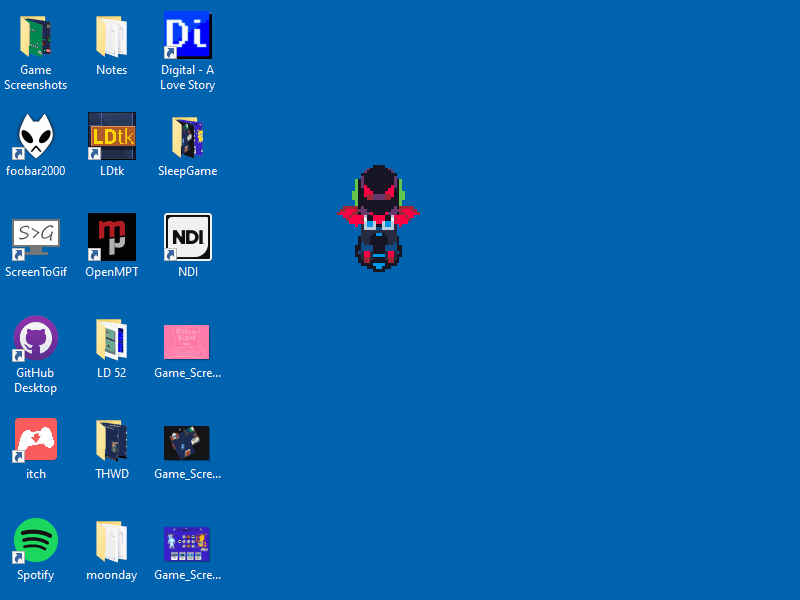 Game
Screenshots
Notes
Di
Digital - A
Love Story
foobar2000
LDtk
LDtk
SleepGame
S>G
ScreenToGif
mp
OpenMPT
NDI
NDI
GitHub
Desktop
LD 52
Game_Scre...
itch
THWD
Game_Scre...
Spotify
moonday
Game_Scre...